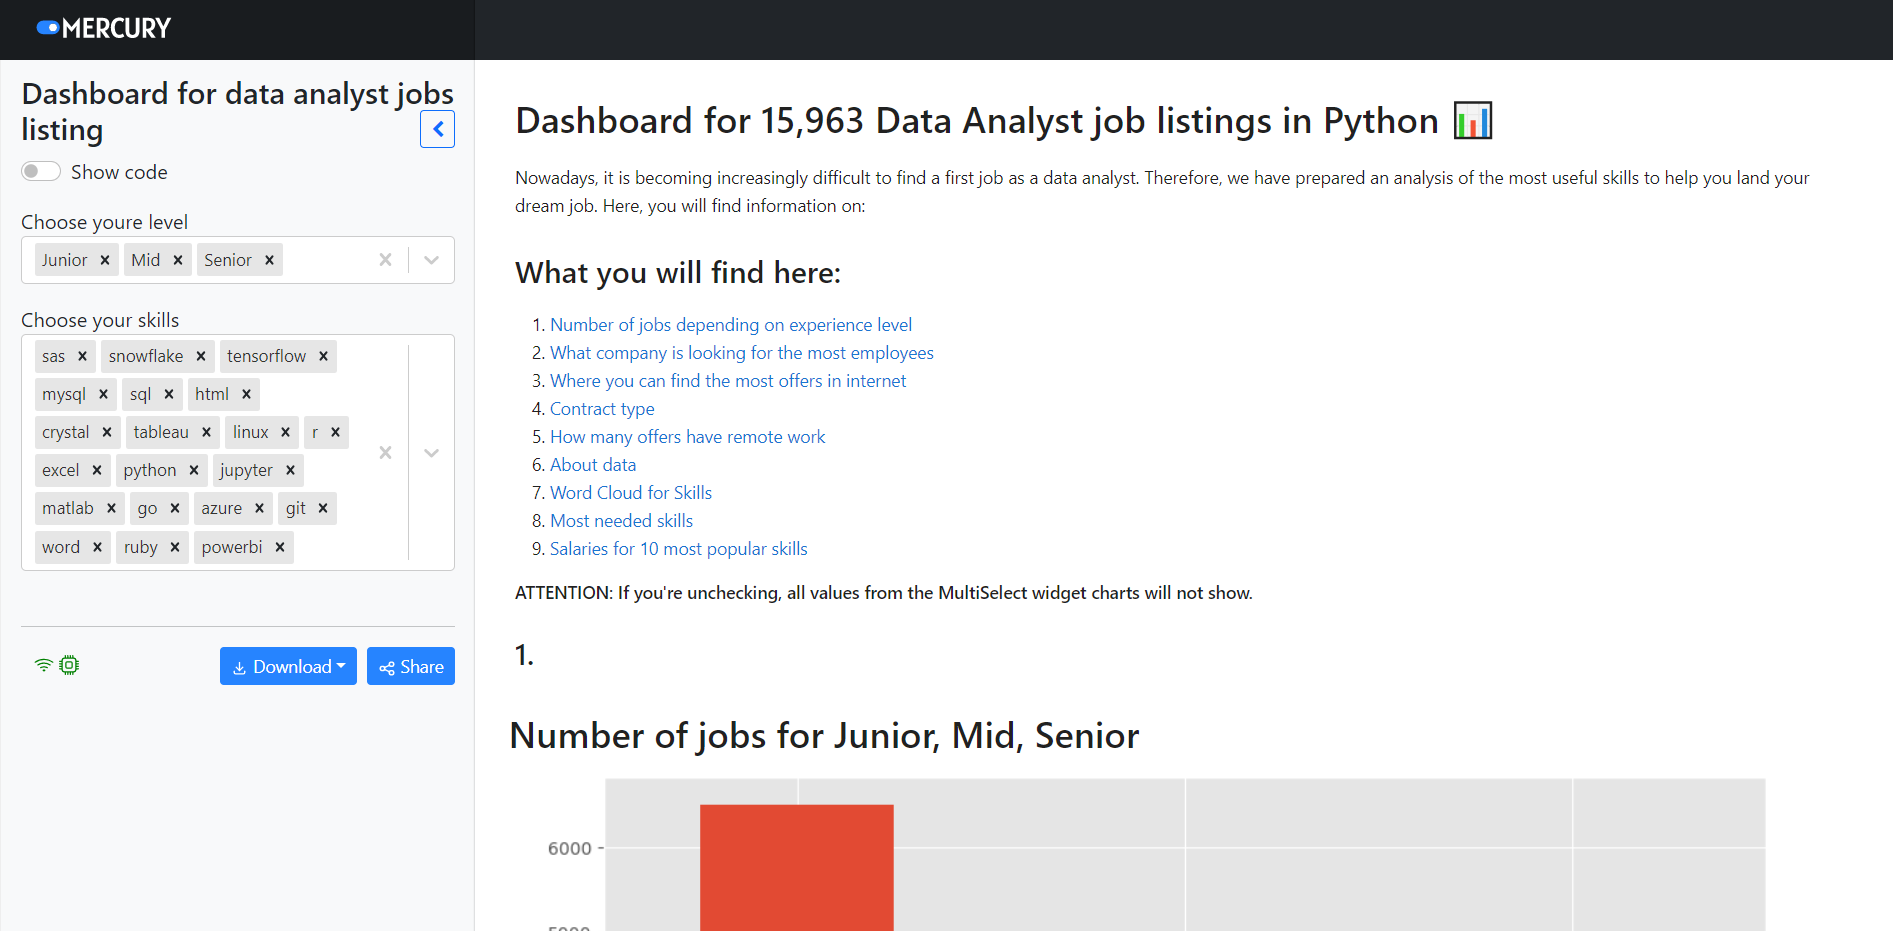 MERCURY
Dashboard for data analyst jobs
listing
Show code
Choose youre level
Junior × Mid × Senior ×
Choose your skills
sas × snowflake × tensorflow ×
mysql × sql × html ×
crystal × tableau × linux × r ×
excel × python × jupyter ×
matlab × go × azure × git ×
word × ruby × powerbi ×
Download
Share
Dashboard for 15,963 Data Analyst job listings in Python
Nowadays, it is becoming increasingly difficult to find a first job as a data analyst. Therefore, we have prepared an analysis of the most useful skills to help you land your
dream job. Here, you will find information on:
What you will find here:
1. Number of jobs depending on experience level
2. What company is looking for the most employees
3. Where you can find the most offers in internet
4. Contract type
5. How many offers have remote work
6. About data
7. Word Cloud for Skills
8. Most needed skills
9. Salaries for 10 most popular skills
ATTENTION: If you're unchecking, all values from the MultiSelect widget charts will not show.
1.
Number of jobs for Junior, Mid, Senior
6000